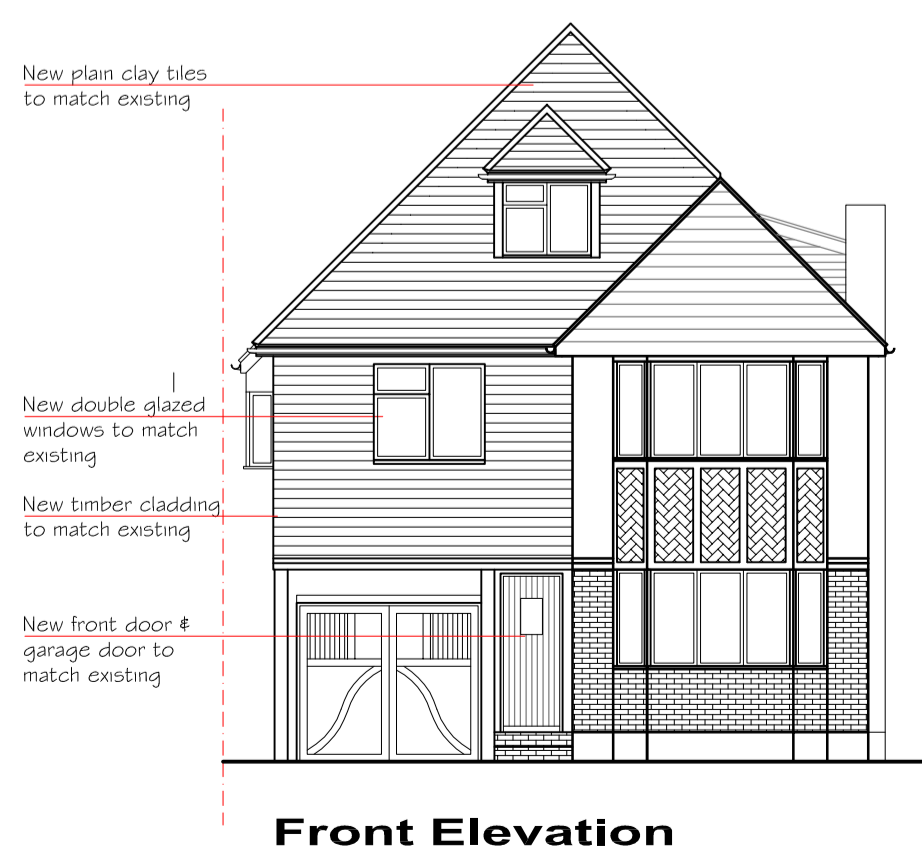 New plain clay tiles
to match existing
New double glazed
windows to match
existing
New timber cladding
to match existing
New front door &
garage door to
match existing
Front Elevation